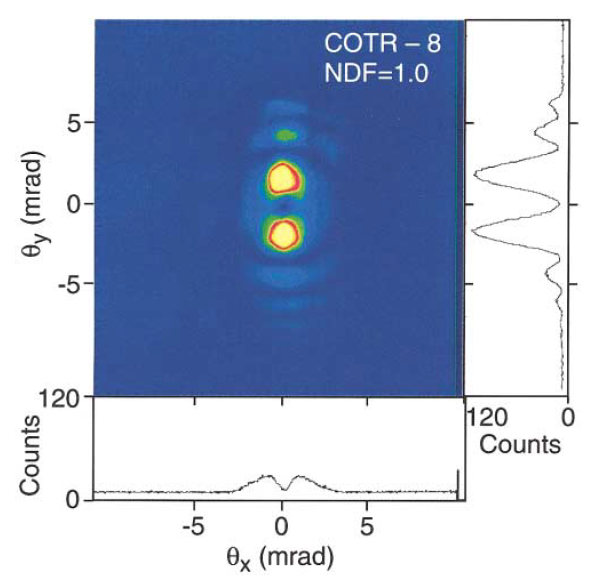 COTR – 8
NDF=1.0
5
0
-5
θy (mrad)
120
0
Counts
120
0
Counts
-5
0
5
θx (mrad)